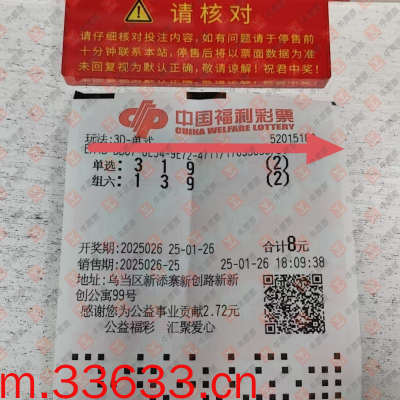 请核对
请仔细核对投注内容,如有问题请于停售前
十分钟联系本站,停售后将以票面数据为准
未回复视为默认正确,敬请谅解!祝君中奖!
中国福利彩票
CHINA WELFARE LOTTERY
玩法:3D-单式
单选: 3 1 9 (2)
组六: 1 3 9 (2)
开奖期:2025026 25-01-26 合计8元
销售期:2025026-25 25-01-26 18:09:38
地址:乌当区新添寨新创路新新
创公寓99号
感谢您为公益事业贡献2.72元
公益福彩 汇聚爱心
m.33633.cn